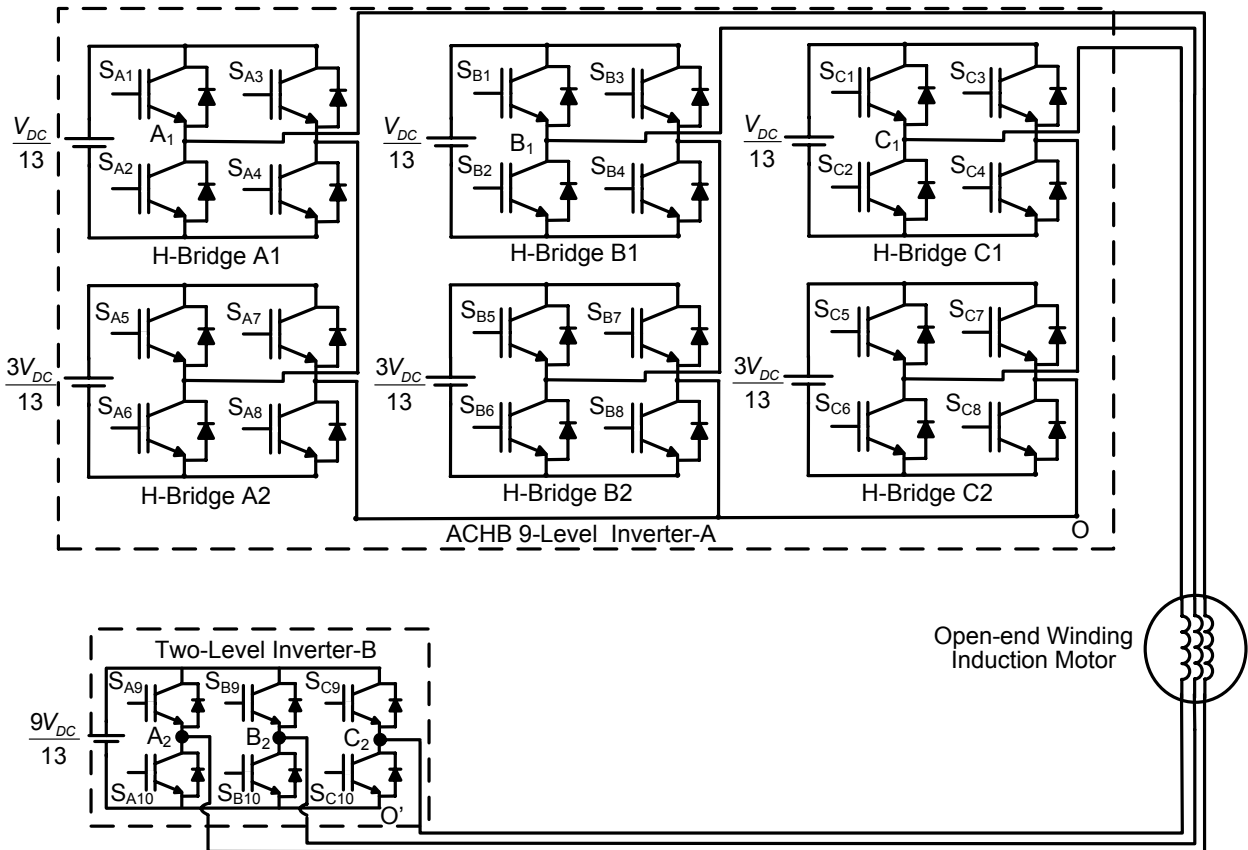 S_A1 S_A3 S_B1 S_B3 S_C1 S_C3
V_DC/13 A_1 V_DC/13 B_1 V_DC/13 C_1
S_A2 S_A4 S_B2 S_B4 S_C2 S_C4
H-Bridge A1 H-Bridge B1 H-Bridge C1
S_A5 S_A7 S_B5 S_B7 S_C5 S_C7
3V_DC/13 3V_DC/13 3V_DC/13
S_A6 S_A8 S_B6 S_B8 S_C6 S_C8
H-Bridge A2 H-Bridge B2 H-Bridge C2
ACHB 9-Level Inverter-A O
Open-end Winding
Induction Motor
Two-Level Inverter-B
S_A9 S_B9 S_C9
9V_DC/13 A_2 B_2 C_2
S_A10 S_B10 S_C10
O'